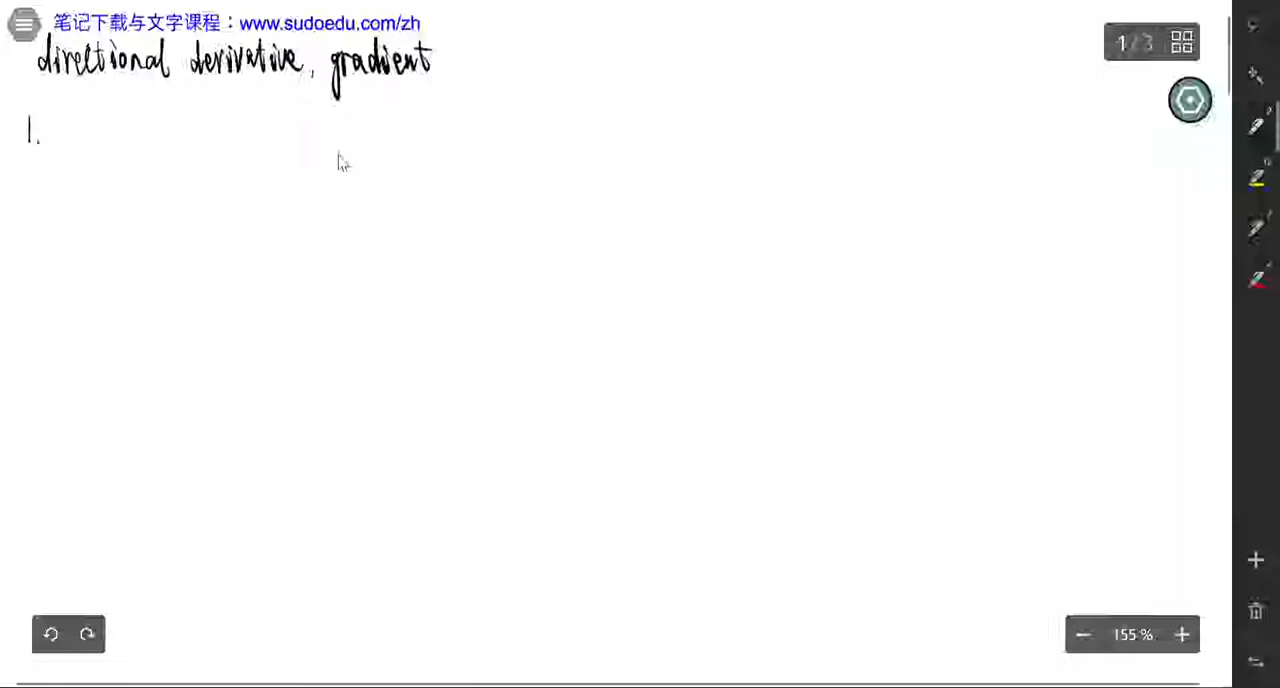 笔记下载与文字课程：www.sudoedu.com/zh
directional derivative, gradient
1.
1/3
155 %